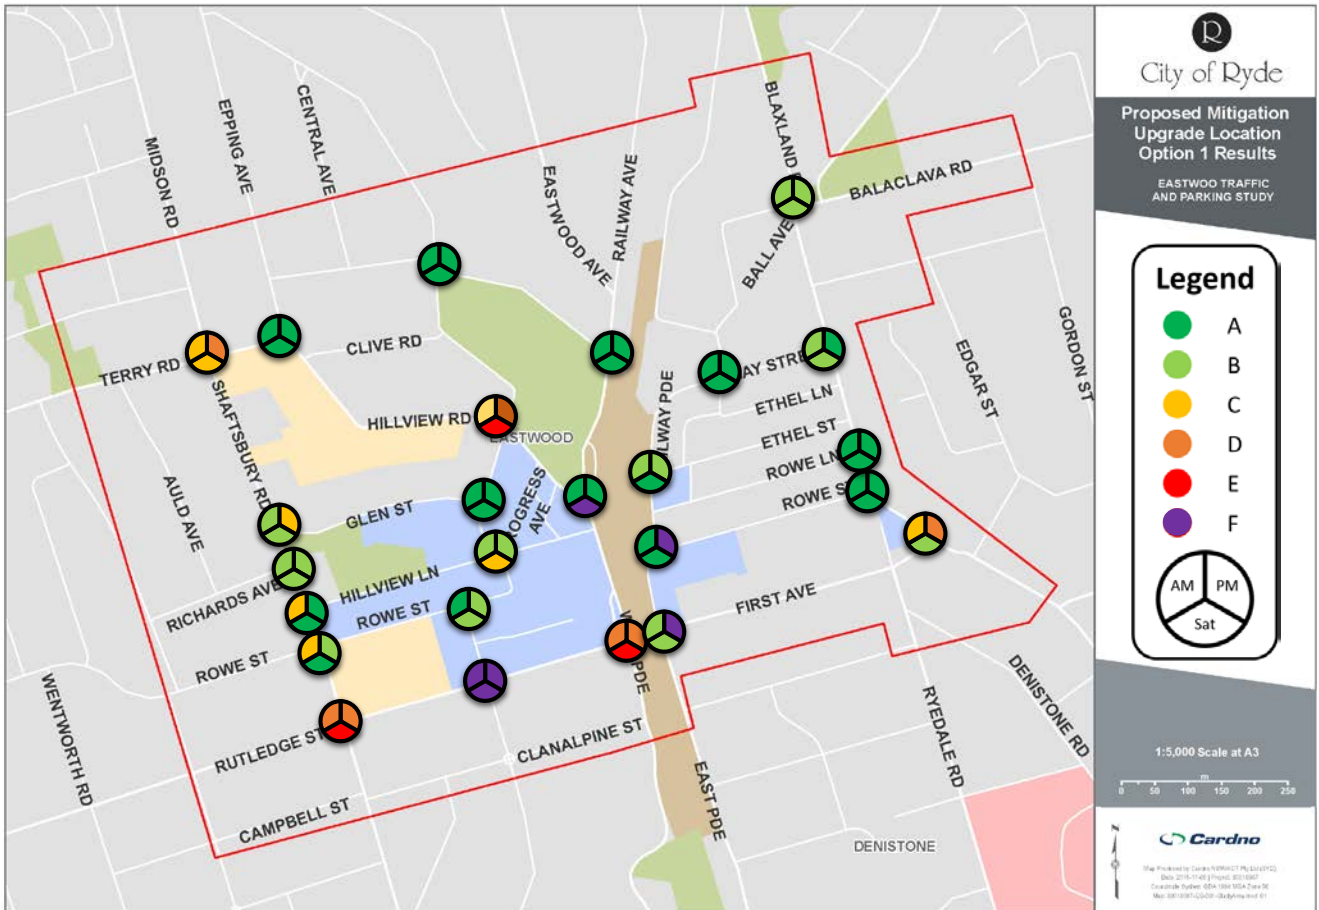 MIDSON RD
EPPING AVE
CENTRAL AVE
EASTWOOD AVE
RAILWAY AVE
BLAXLAND
BALACLAVA RD
BALL AVE
TERRY RD
CLIVE RD
HILLVIEW RD
EASTWOOD
SHAFTSBURY RD
AULD AVE
GLEN ST
ROGRESS
AVE
ILWAY PDE
AY STRE
ETHEL LN
ETHEL ST
ROWE LN
ROWE S
EDGAR ST
GORDON ST
RICHARDS AVE
HILLVIEW LN
ROWE ST
ROWE ST
FIRST AVE
WENTWORTH RD
RUTLEDGE ST
CLANALPINE ST
CAMPBELL ST
PDE
EAST PDE
RYEDALE RD
DENISTONE RD
DENISTONE
R
City of Ryde
Proposed Mitigation
Upgrade Location
Option 1 Results
EASTWOO TRAFFIC
AND PARKING STUDY
Legend
A
B
C
D
E
F
AM PM
Sat
1:5,000 Scale at A3
m
0 50 100 150 200 250
N
Cardno